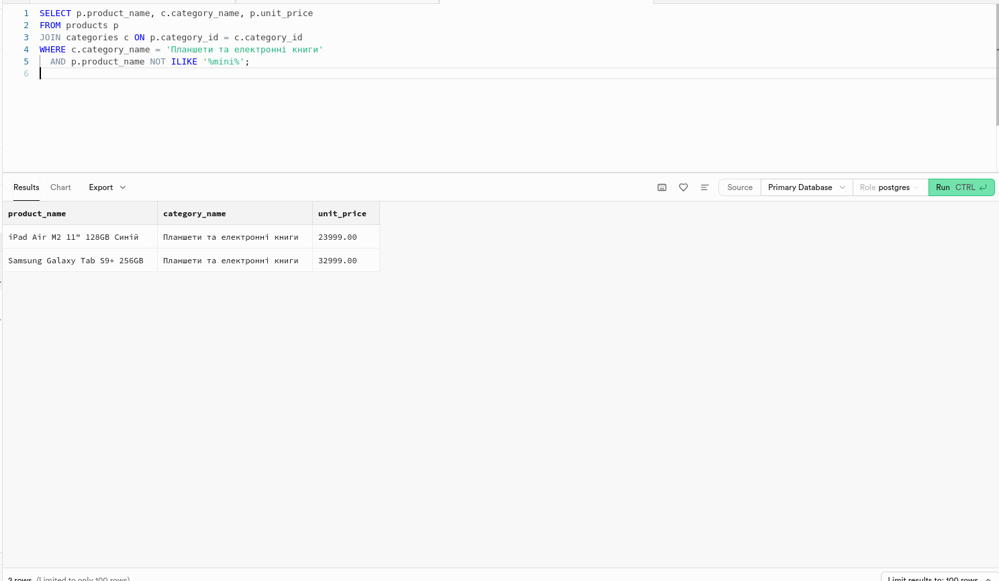 1 SELECT p.product_name, c.category_name, p.unit_price
2 FROM products p
3 JOIN categories c ON p.category_id = c.category_id
4 WHERE c.category_name = 'Планшети та електронні книги'
5 AND p.product_name NOT ILIKE '%mini%';
6
Results Chart Export Source Primary Database Role postgres Run CTRL
product_name category_name unit_price
iPad Air M2 11" 128GB Синій Планшети та електронні книги 23999.00
Samsung Galaxy Tab S9+ 256GB Планшети та електронні книги 32999.00
2 rows (Limited to only 100 rows) Limit results to: 100 rows